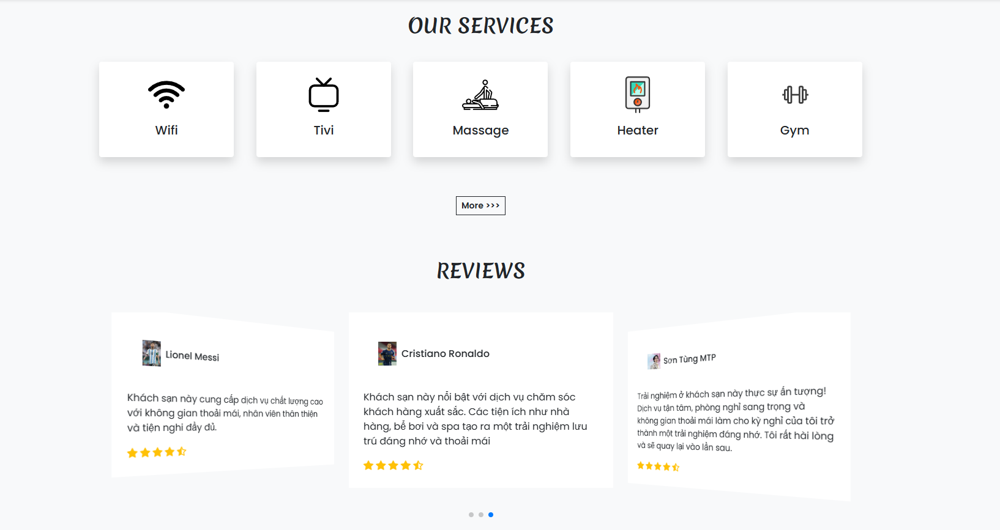 OUR SERVICES
Wifi
Tivi
Massage
Heater
Gym
More >>>
REVIEWS
Lionel Messi
Khách sạn này cung cấp dịch vụ chất lượng cao
với không gian thoải mái, nhân viên thân thiện
và tiện nghi đầy đủ.
Cristiano Ronaldo
Khách sạn này nổi bật với dịch vụ chăm sóc
khách hàng xuất sắc. Các tiện ích như nhà
hàng, bể bơi và spa tạo ra một trải nghiệm lưu
trú đáng nhớ và thoải mái
Sơn Tùng MTP
Trải nghiệm ở khách sạn này thực sự ấn tượng!
Dịch vụ tận tâm, phòng nghỉ sang trọng và
không gian thoải mái làm cho kỳ nghỉ của tôi trở
thành một trải nghiệm đáng nhớ. Tôi rất hài lòng
và sẽ quay lại vào lần sau.